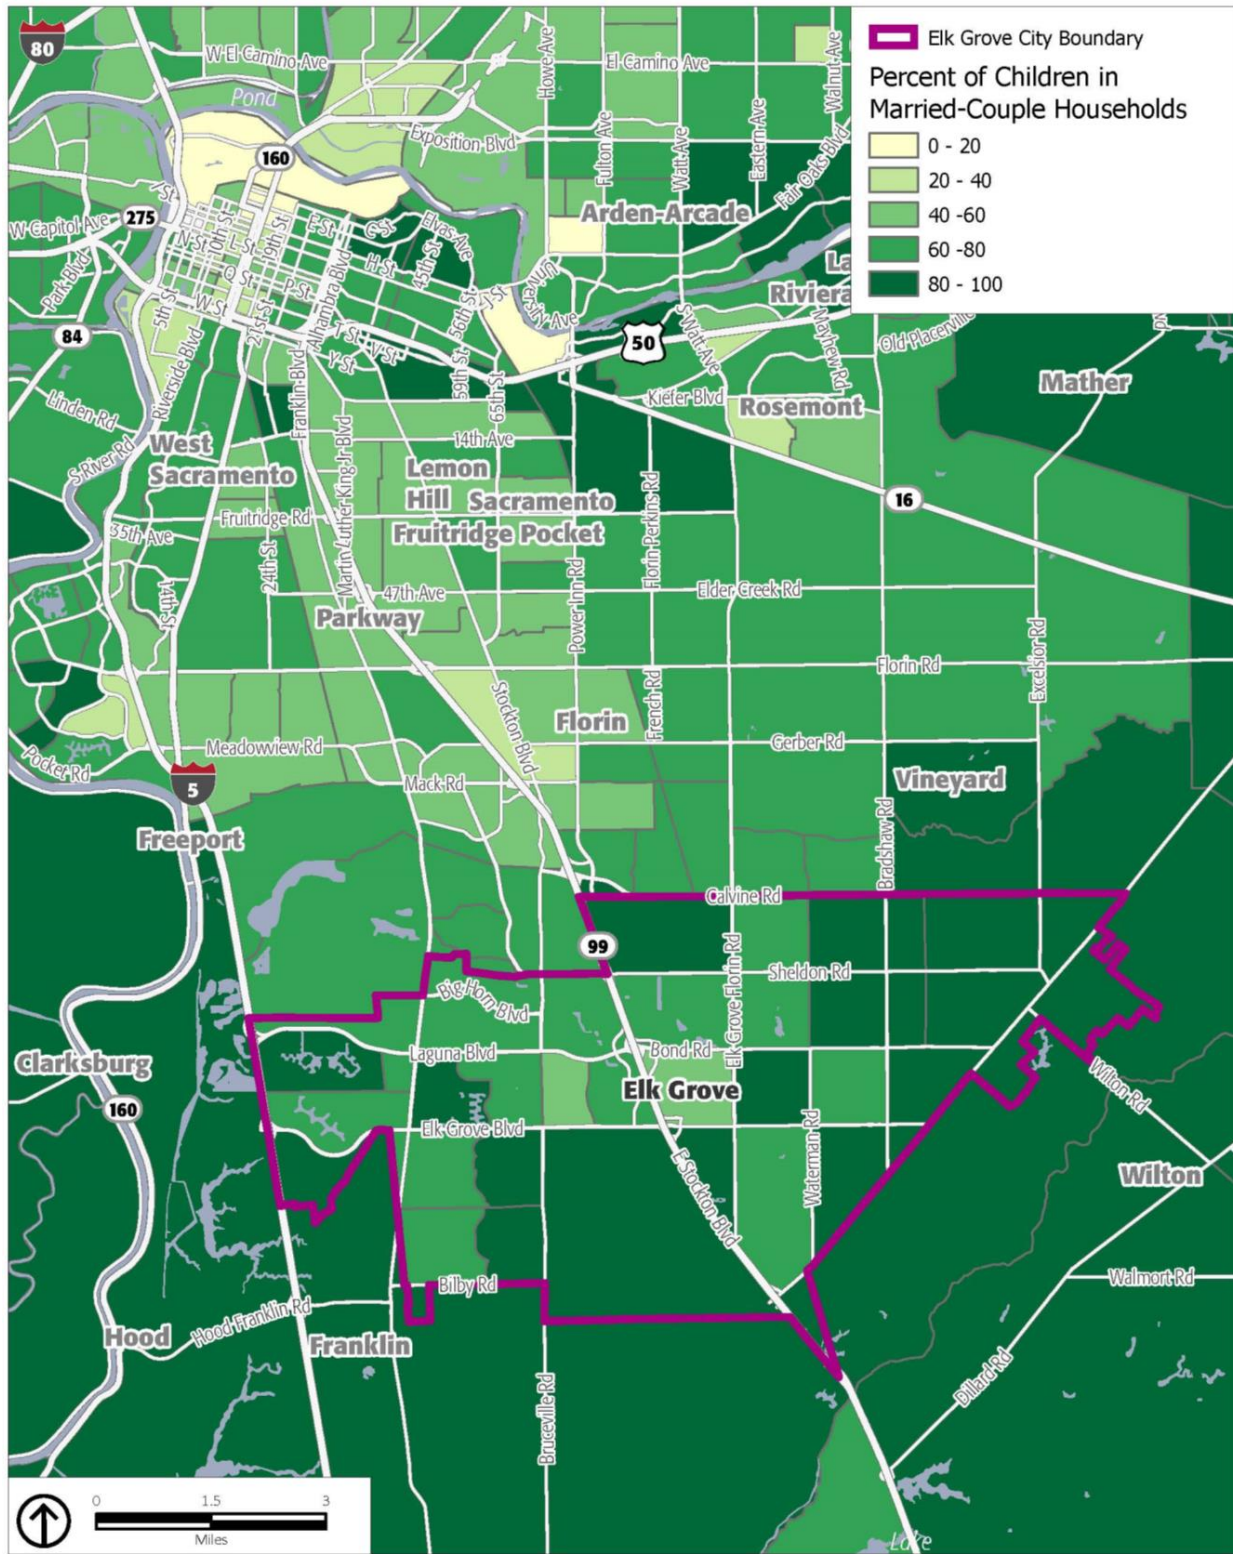 Elk Grove City Boundary
Percent of Children in
Married-Couple Households
0 - 20
20 - 40
40 -60
60 -80
80 - 100
80
W El Camino Ave
El Camino Ave
Howe Ave
Walnut Ave
Pond
Exposition Blvd
Fulton Ave
Watt Ave
Eastern Ave
Fair Oaks Blvd
160
275
W Capitol Ave
Arden-Arcade
E St
C St
Elvas Ave
N St
10th St
L St
19th St
H St
45th St
Park Blvd
Q St
P St
Alhambra Blvd
56th St
J St
University Ave
La
Riviera
W St
5th St
21st St
Riverside Blvd
84
50
S Watt Ave
Mayhew Rd
Old Placerville
Y St
V St
59th St
65th St
Franklin Blvd
Mather
Linden Rd
Kiefer Blvd
Rosemont
S River Rd
West
Sacramento
Martin Luther King Jr Blvd
14th Ave
Lemon
Hill
Sacramento
Florin Perkins Rd
16
Fruitridge Rd
Fruitridge Pocket
35th Ave
24th St
14th St
47th Ave
Power Inn Rd
Elder Creek Rd
Parkway
Excelsior Rd
Florin Rd
Stockton Blvd
French Rd
Florin
Meadowview Rd
Gerber Rd
Pocket Rd
5
Mack Rd
Vineyard
Bradshaw Rd
Freeport
Calvine Rd
99
Elk Grove Florin Rd
Sheldon Rd
Big Horn Blvd
Clarksburg
Laguna Blvd
Bond Rd
Elk Grove
Wilton Rd
160
Elk Grove Blvd
Waterman Rd
E Stockton Blvd
Wilton
Bilby Rd
Walmort Rd
Hood
Hood Franklin Rd
Franklin
Dillard Rd
Bruceville Rd
0
1.5
3
Miles
Lake